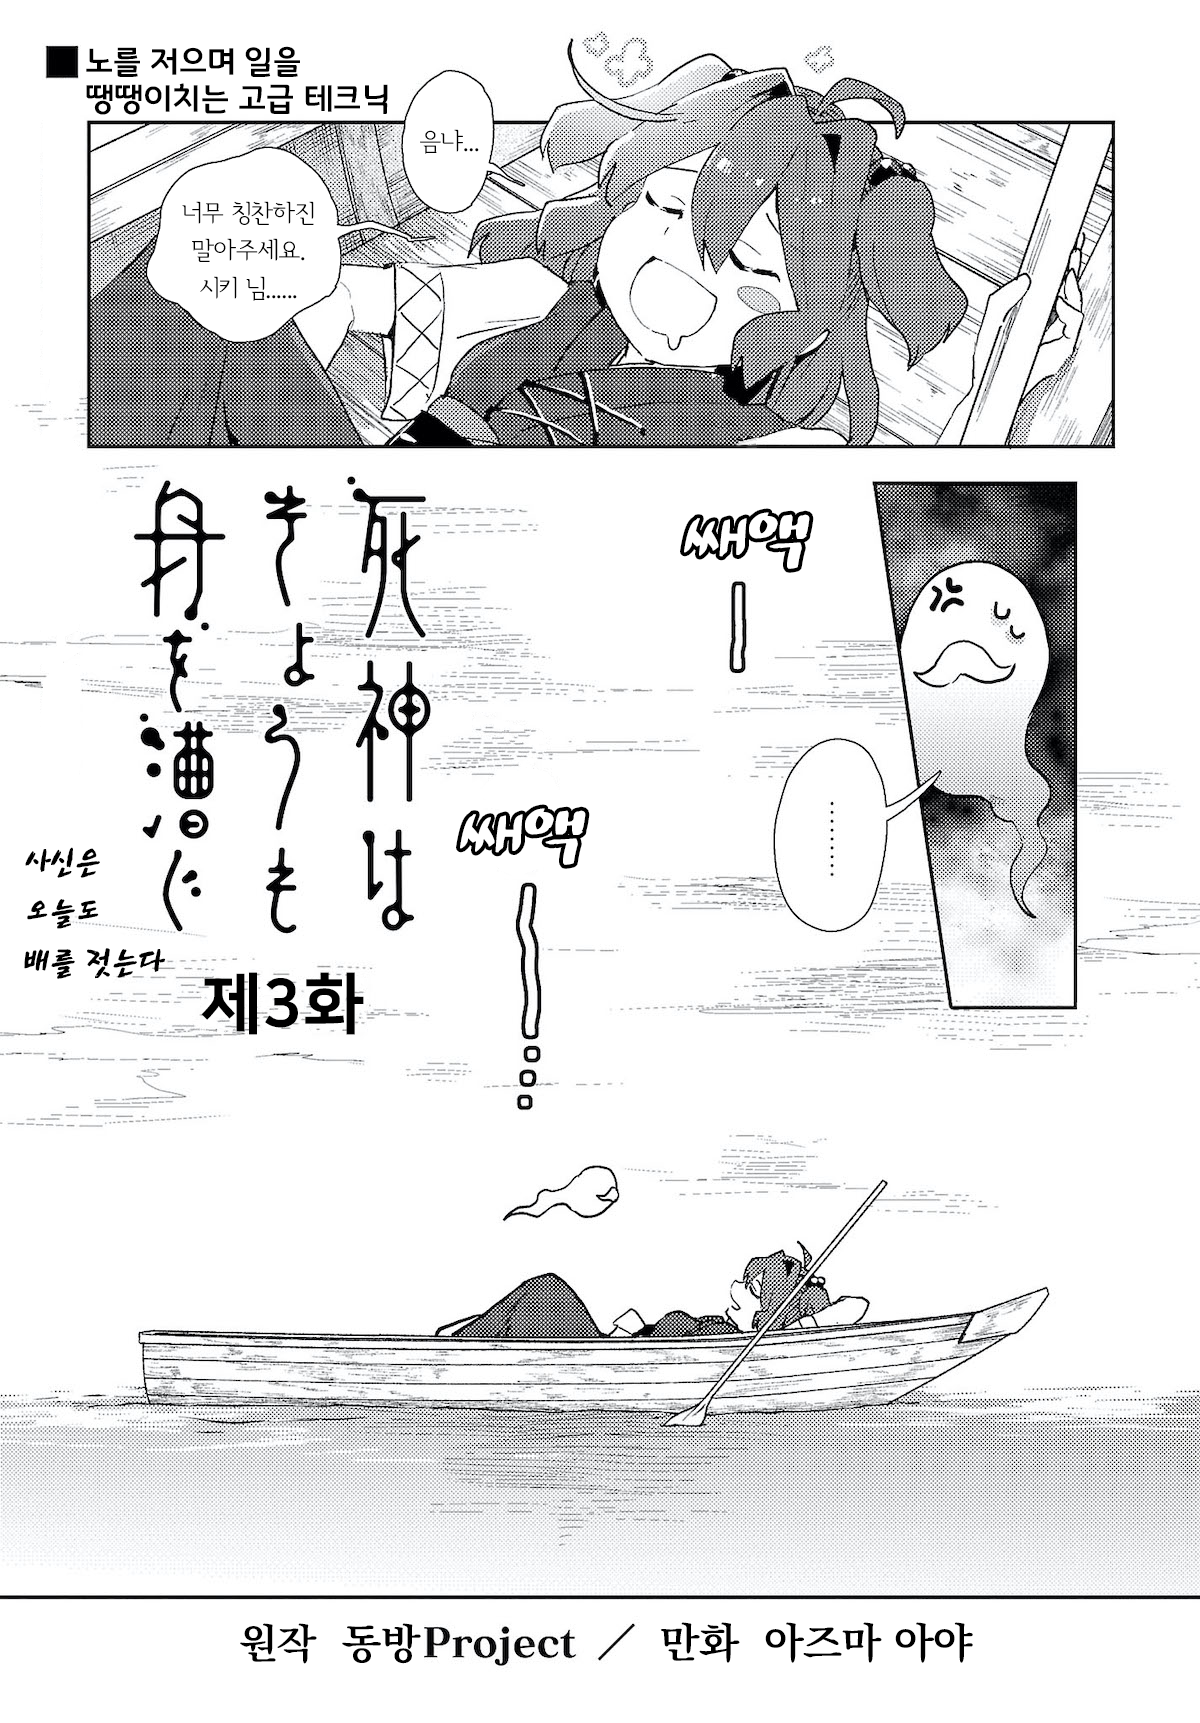 ■ 노를 저으며 일을
땡땡이치는 고급 테크닉
음냐...
너무 칭찬하진
말아주세요.
시키 님......
쌔액
쌔액
.........
死神は
きょうも
身を漕ぐ
사신은
오늘도
배를 젓는다
제3화
원작 동방Project / 만화 아즈마 아야